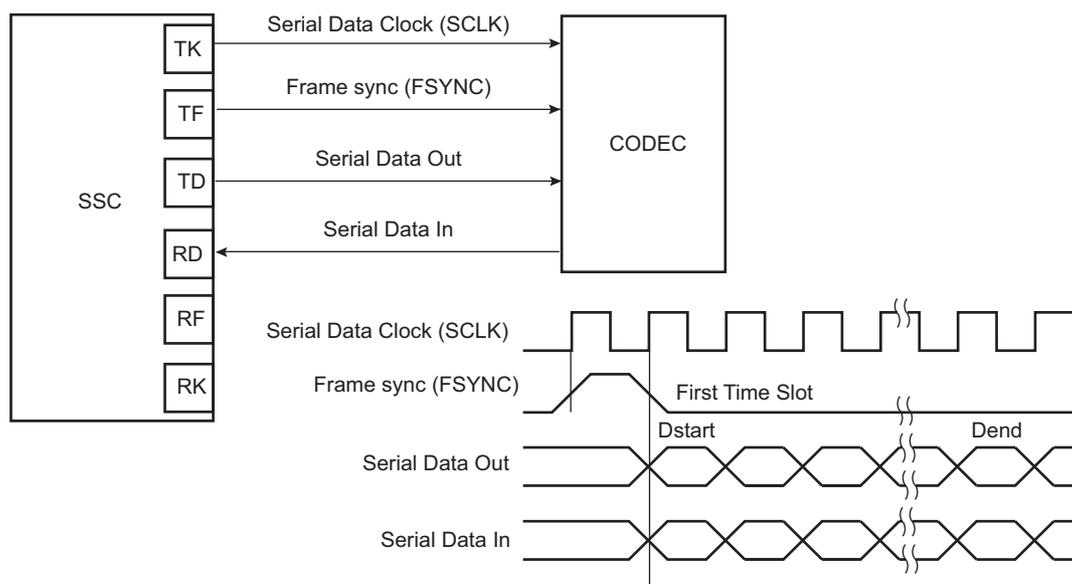 Serial Data Clock (SCLK)
TK
Frame sync (FSYNC)
TF
CODEC
Serial Data Out
TD
SSC
Serial Data In
RD
RF
Serial Data Clock (SCLK)
RK
Frame sync (FSYNC)
First Time Slot
Dstart
Dend
Serial Data Out
Serial Data In